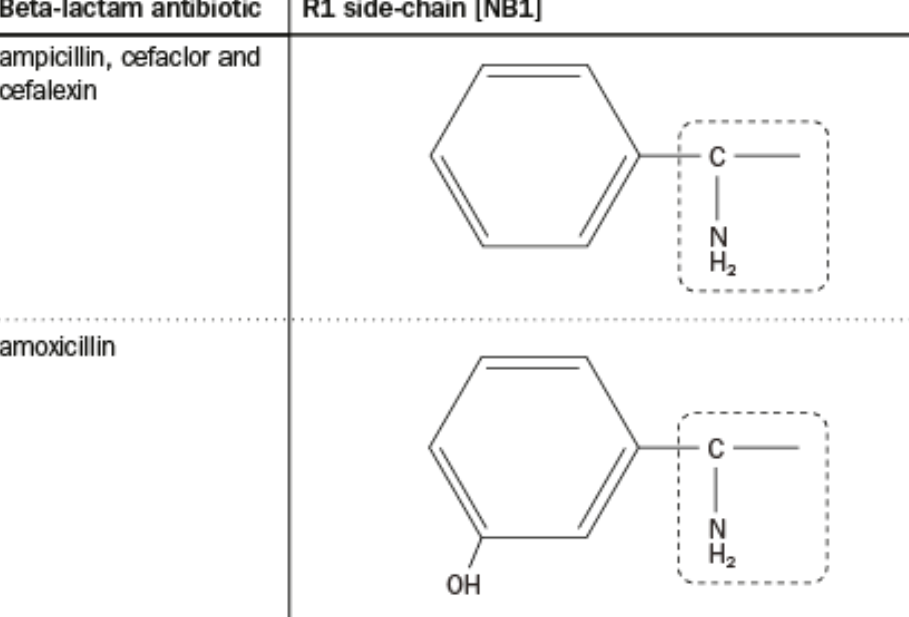 Beta-lactam antibiotic R1 side-chain [NB1]
ampicillin, cefaclor and
cefalexin
C
N
H₂
amoxicillin
C
N
H₂
OH